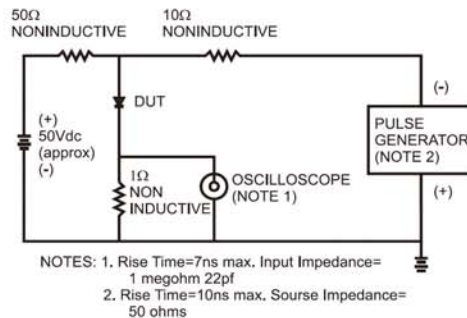 50Ω
NONINDUCTIVE
10Ω
NONINDUCTIVE
DUT
(+)
50Vdc
(approx)
(-)
1Ω
NON
INDUCTIVE
OSCILLOSCOPE
(NOTE 1)
(-)
PULSE
GENERATOR
(NOTE 2)
(+)
NOTES: 1. Rise Time=7ns max. Input Impedance=
1 megohm 22pf
2. Rise Time=10ns max. Sourse Impedance=
50 ohms